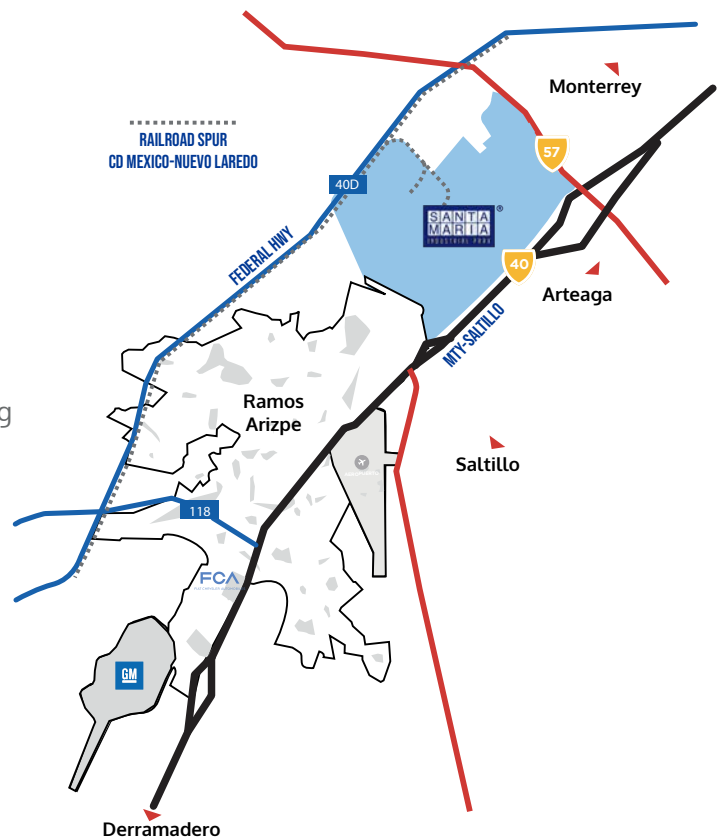 Monterrey
57
RAILROAD SPUR
CD MEXICO-NUEVO LAREDO
40D
SANTA
MARIA
®
INDUSTRIAL PARK
FEDERAL HWY
40
Arteaga
MTY-SALTILLO
g
Ramos
Arizpe
Saltillo
118
FCA
GM
Derramadero